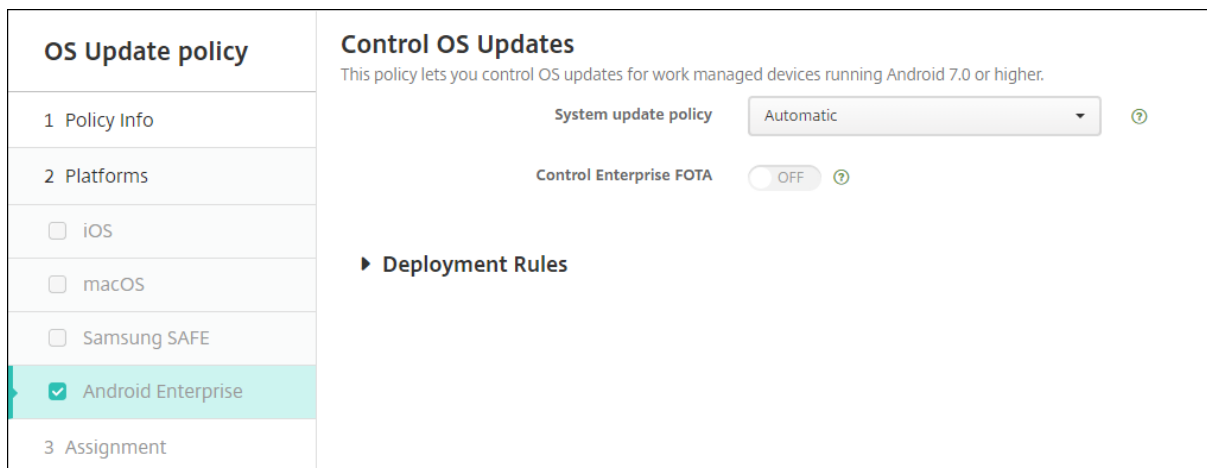 OS Update policy
1 Policy Info
2 Platforms
iOS
macOS
Samsung SAFE
Android Enterprise
3 Assignment
Control OS Updates
This policy lets you control OS updates for work managed devices running Android 7.0 or higher.
System update policy
Automatic
?
Control Enterprise FOTA
OFF
?
Deployment Rules